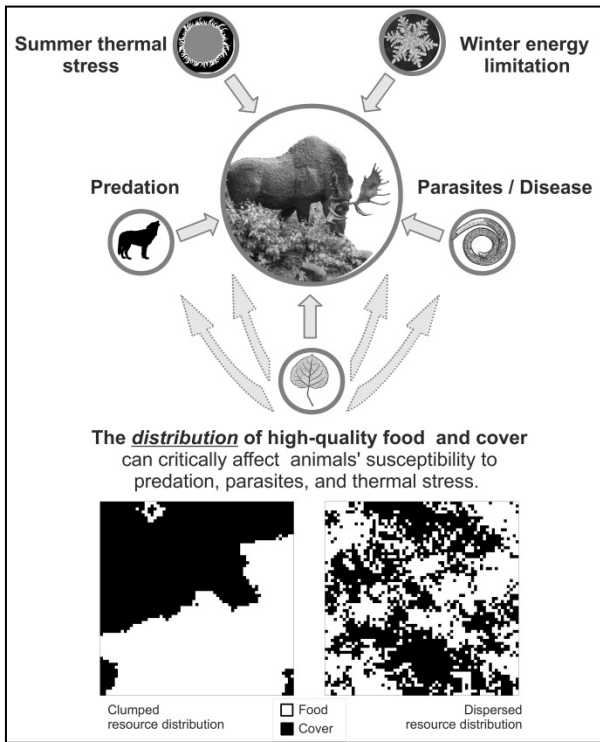 Summer thermal
stress
Winter energy
limitation
Predation
Parasites / Disease
The distribution of high-quality food and cover
can critically affect animals' susceptibility to
predation, parasites, and thermal stress.
Clumped
resource distribution
Food
Cover
Dispersed
resource distribution